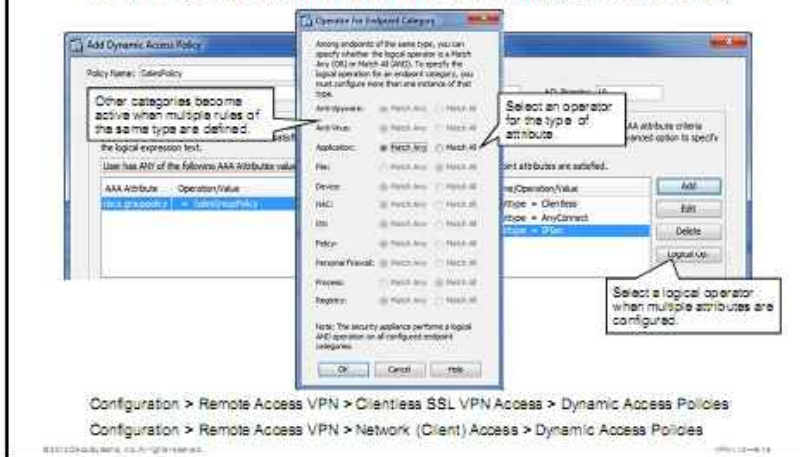 Operator for Endpoint Category
Add Dynamic Access Policy
Policy Name: SalesPolicy
Among endpoints of the same type, you can
specify whether the logical operator is a Match
Any (OR) or Match All (AND). To specify the
logical operation for an endpoint category, you
must configure more than one instance of that
type.
ACL Priority: 10
Other categories become
active when multiple rules of
the same type are defined.
Select an operator
for the type of
attribute.
AAA attribute criteria
option to specify
the logical expression text.
User has ANY of the following AAA Attributes
point attributes are satisfied.
AAA Attribute Operation/Value
cisco.grouppolicy = SalesGroupPolicy
/Operation/Value
= Clientless
= AnyConnect
= IPSec
Add
Edit
Delete
Logical Op.
Anti-Spyware: Match Any Match All
Anti-Virus: Match Any Match All
Application: Match Any Match All
File: Match Any Match All
Device: Match Any Match All
NAC: Match Any Match All
OS: Match Any Match All
Policy: Match Any Match All
Personal Firewall: Match Any Match All
Process: Match Any Match All
Registry: Match Any Match All
Note: The security appliance performs a logical
AND operation on all configured endpoint
categories.
OK Cancel Help
Select a logical operator
when multiple attributes are
configured.
Configuration > Remote Access VPN > Clientless SSL VPN Access > Dynamic Access Policies
Configuration > Remote Access VPN > Network (Client) Access > Dynamic Access Policies